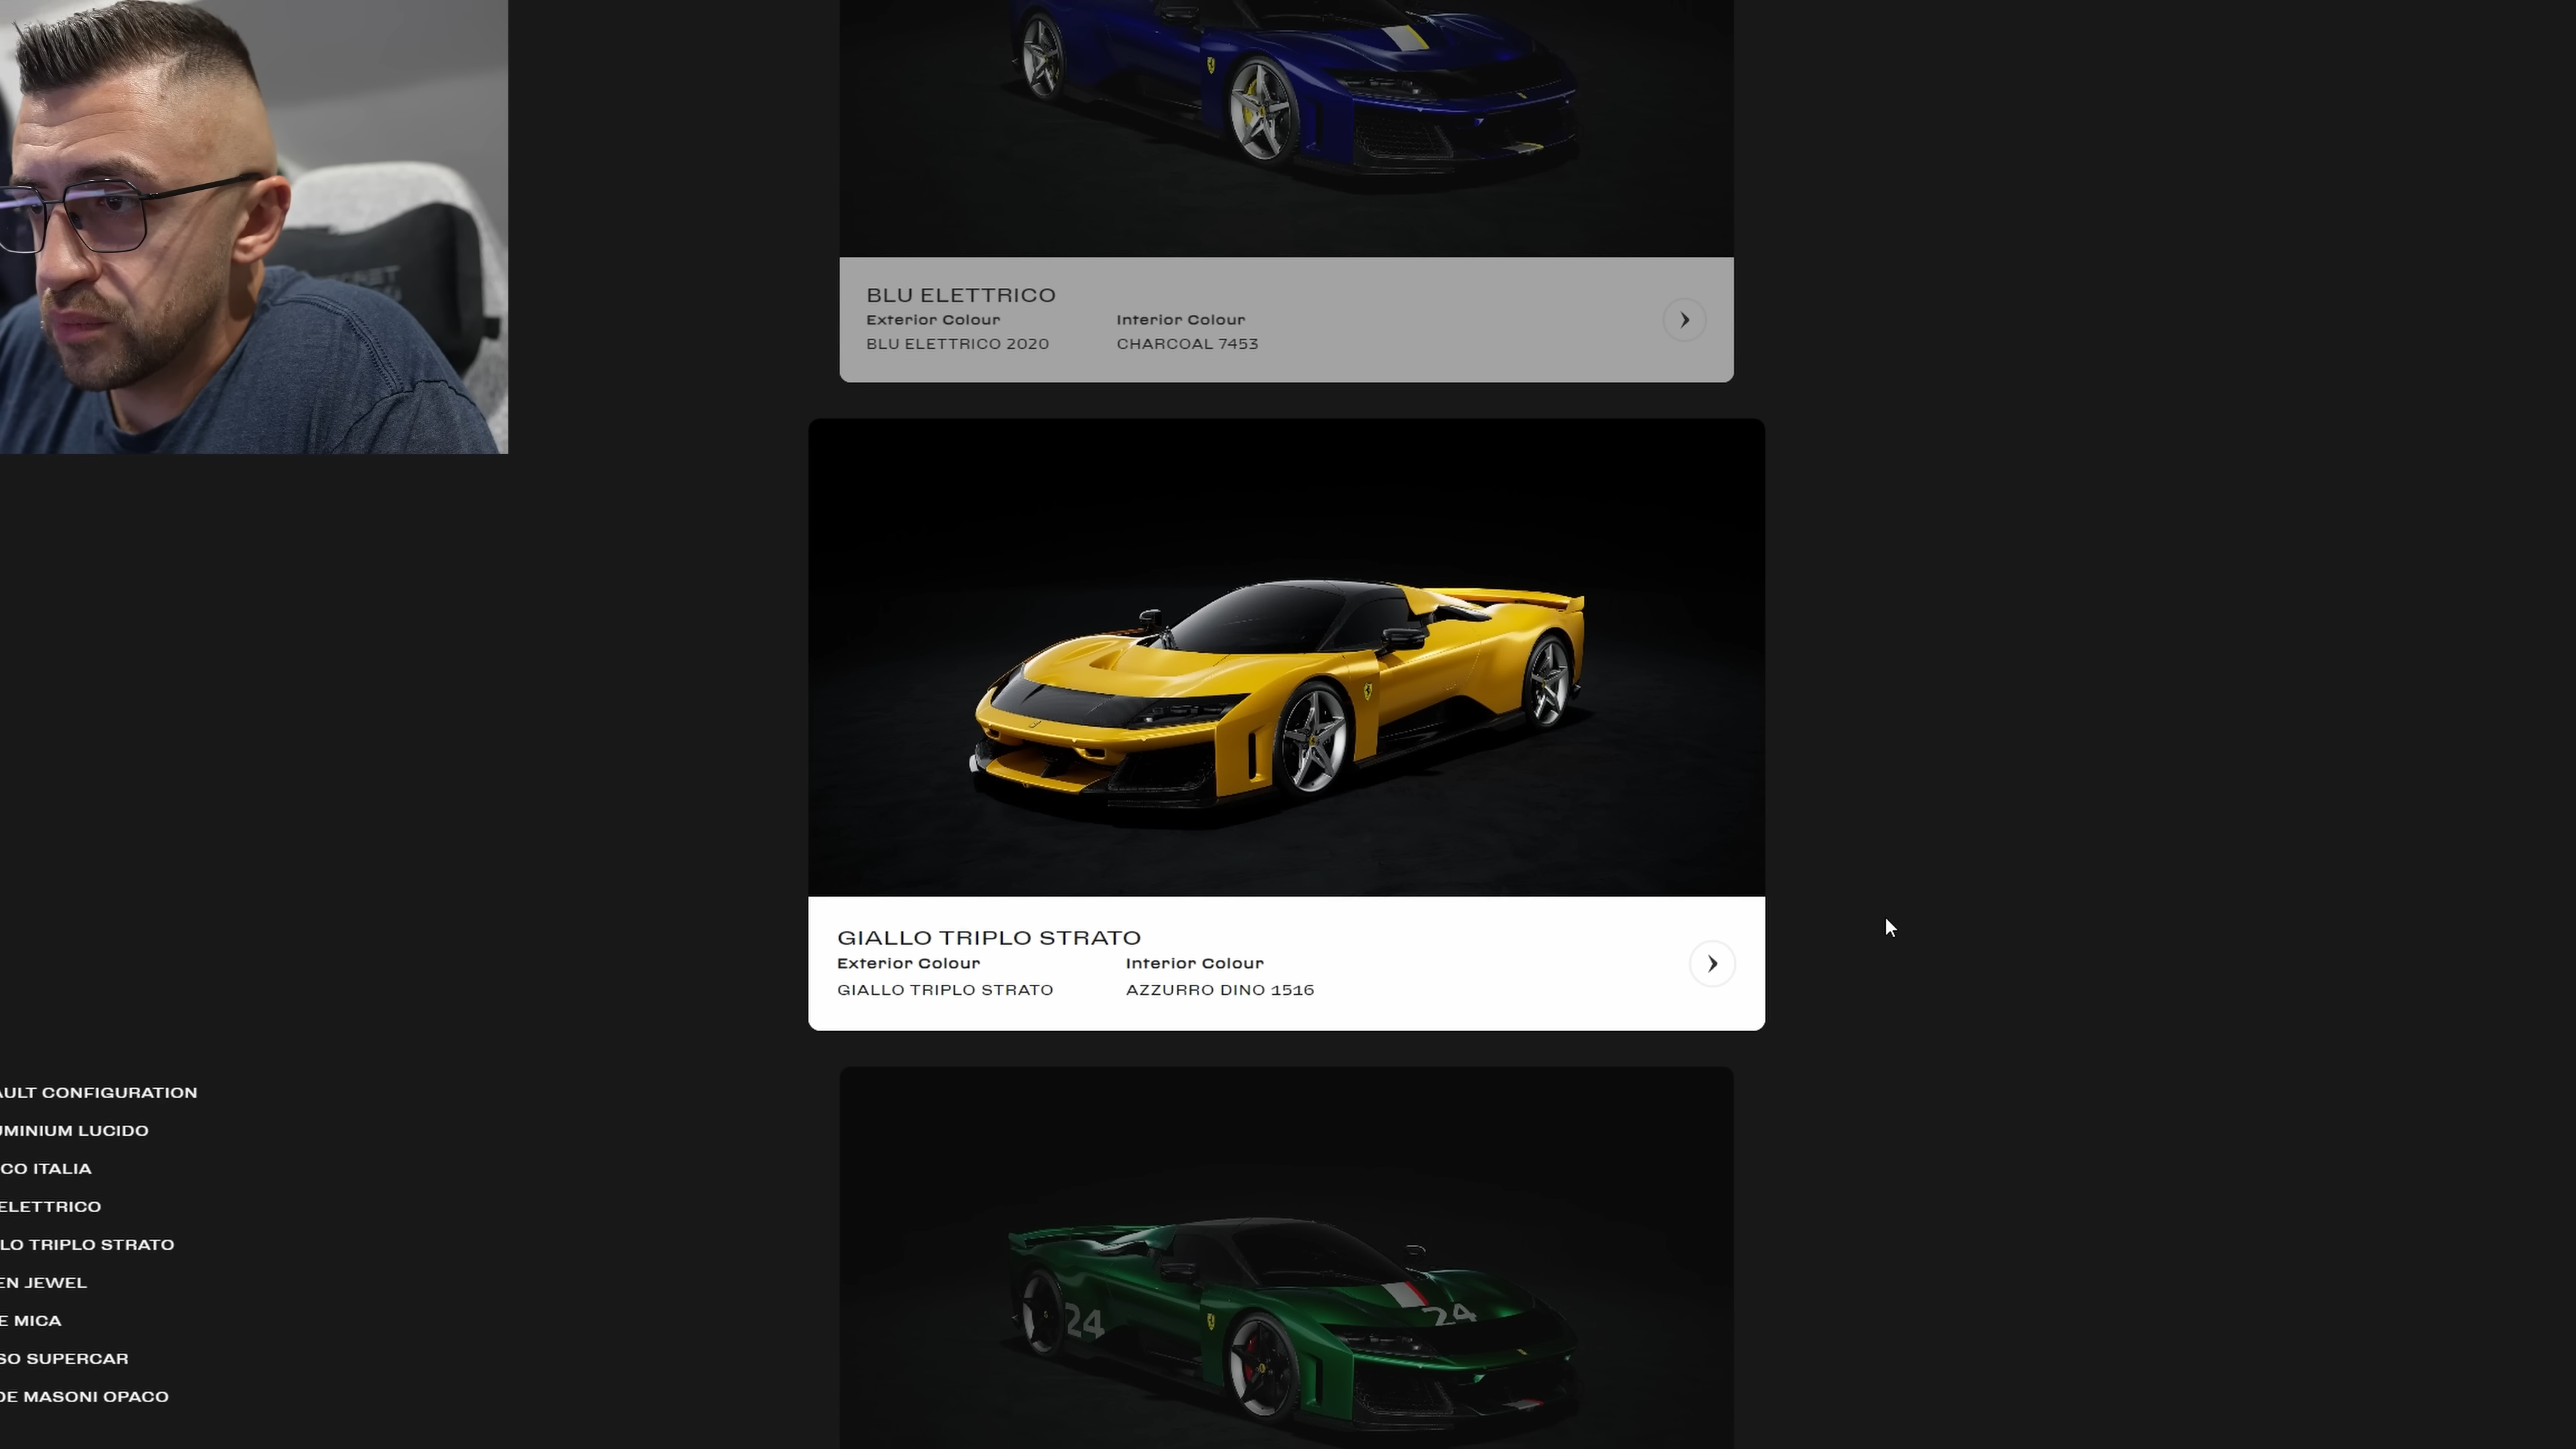 BLU ELETTRICO
Exterior Colour
Interior Colour
BLU ELETTRICO 2020
CHARCOAL 7453
GIALLO TRIPLO STRATO
Exterior Colour
Interior Colour
GIALLO TRIPLO STRATO
AZZURRO DINO 1516
AULT CONFIGURATION
UMINIUM LUCIDO
CO ITALIA
ELETTRICO
LO TRIPLO STRATO
EN JEWEL
E MICA
SO SUPERCAR
DE MASONI OPACO
24
24